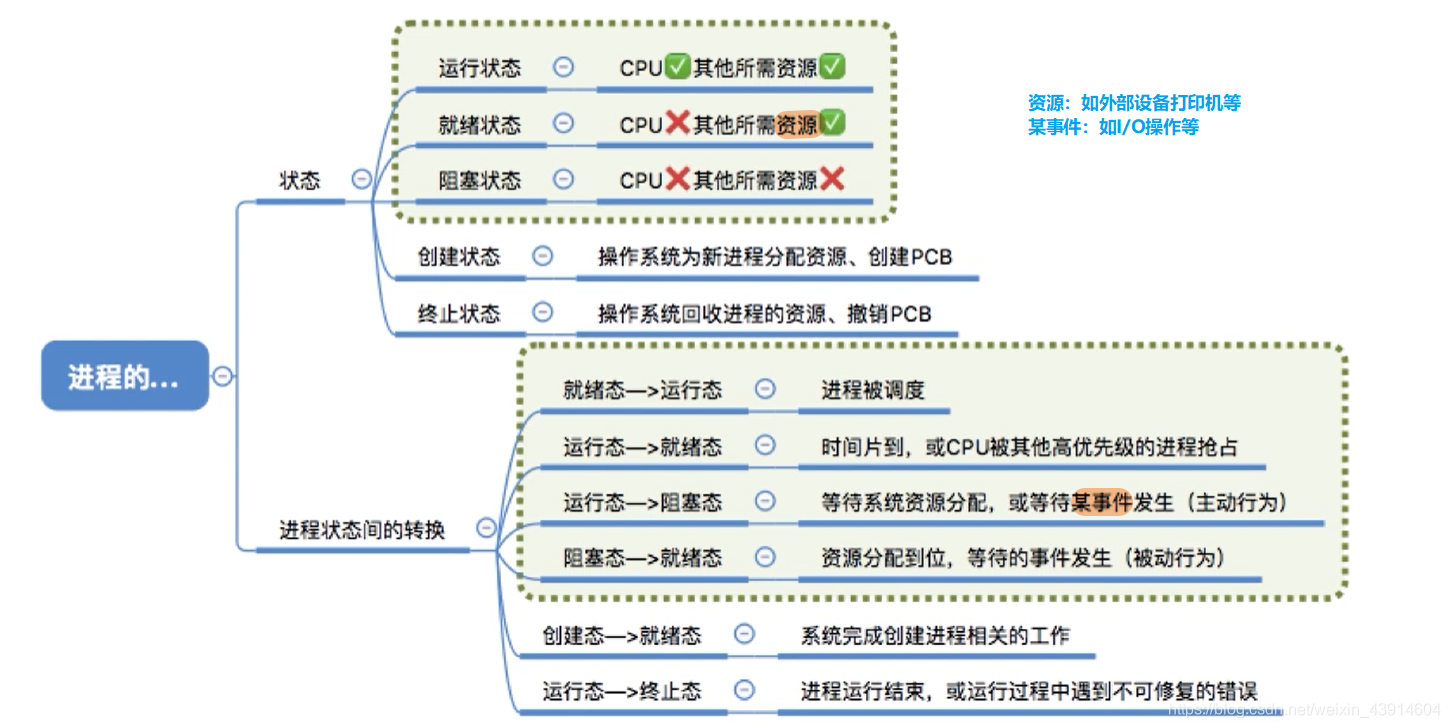 运行状态 CPU✅其他所需资源✅
资源：如外部设备打印机等
就绪状态 CPU❌其他所需资源✅
某事件：如I/O操作等
状态
阻塞状态 CPU❌其他所需资源❌
创建状态 操作系统为新进程分配资源、创建PCB
终止状态 操作系统回收进程的资源、撤销PCB
进程的...
就绪态—>运行态 进程被调度
运行态—>就绪态 时间片到，或CPU被其他高优先级的进程抢占
运行态—>阻塞态 等待系统资源分配，或等待某事件发生（主动行为）
进程状态间的转换
阻塞态—>就绪态 资源分配到位，等待的事件发生（被动行为）
创建态—>就绪态 系统完成创建进程相关的工作
运行态—>终止态 进程运行结束，或运行过程中遇到不可修复的错误
https://blog.csdn.net/weixin_43914604